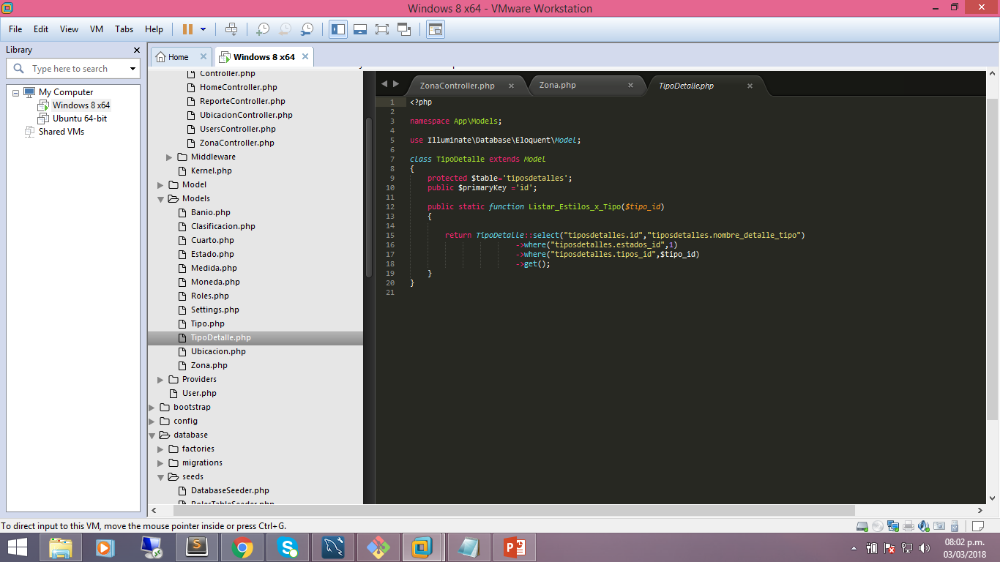 Windows 8 x64 - VMware Workstation
File Edit View VM Tabs Help
Library
Type here to search
My Computer
Windows 8 x64
Ubuntu 64-bit
Shared VMs
Home
Windows 8 x64
Controller.php
HomeController.php
ReporteController.php
UbicacionController.php
UsersController.php
ZonaController.php
Middleware
Kernel.php
Model
Models
Banio.php
Clasificacion.php
Cuarto.php
Estado.php
Medida.php
Moneda.php
Roles.php
Settings.php
Tipo.php
TipoDetalle.php
Ubicacion.php
Zona.php
Providers
User.php
bootstrap
config
database
factories
migrations
seeds
DatabaseSeeder.php
RolesTableSeeder.php
ZonaController.php
Zona.php
TipoDetalle.php
1 <?php
2
3 namespace App\Models;
4
5 use Illuminate\Database\Eloquent\Model;
6
7 class TipoDetalle extends Model
8 {
9 protected $table='tiposdetalles';
10 public $primaryKey ='id';
11
12 public static function Listar_Estilos_x_Tipo($tipo_id)
13 {
14
15 return TipoDetalle::select("tiposdetalles.id","tiposdetalles.nombre_detalle_tipo")
16 ->where("tiposdetalles.estados_id",1)
17 ->where("tiposdetalles.tipos_id",$tipo_id)
18 ->get();
19 }
20 }
21
To direct input to this VM, move the mouse pointer inside or press Ctrl+G.
08:02 p.m.
03/03/2018